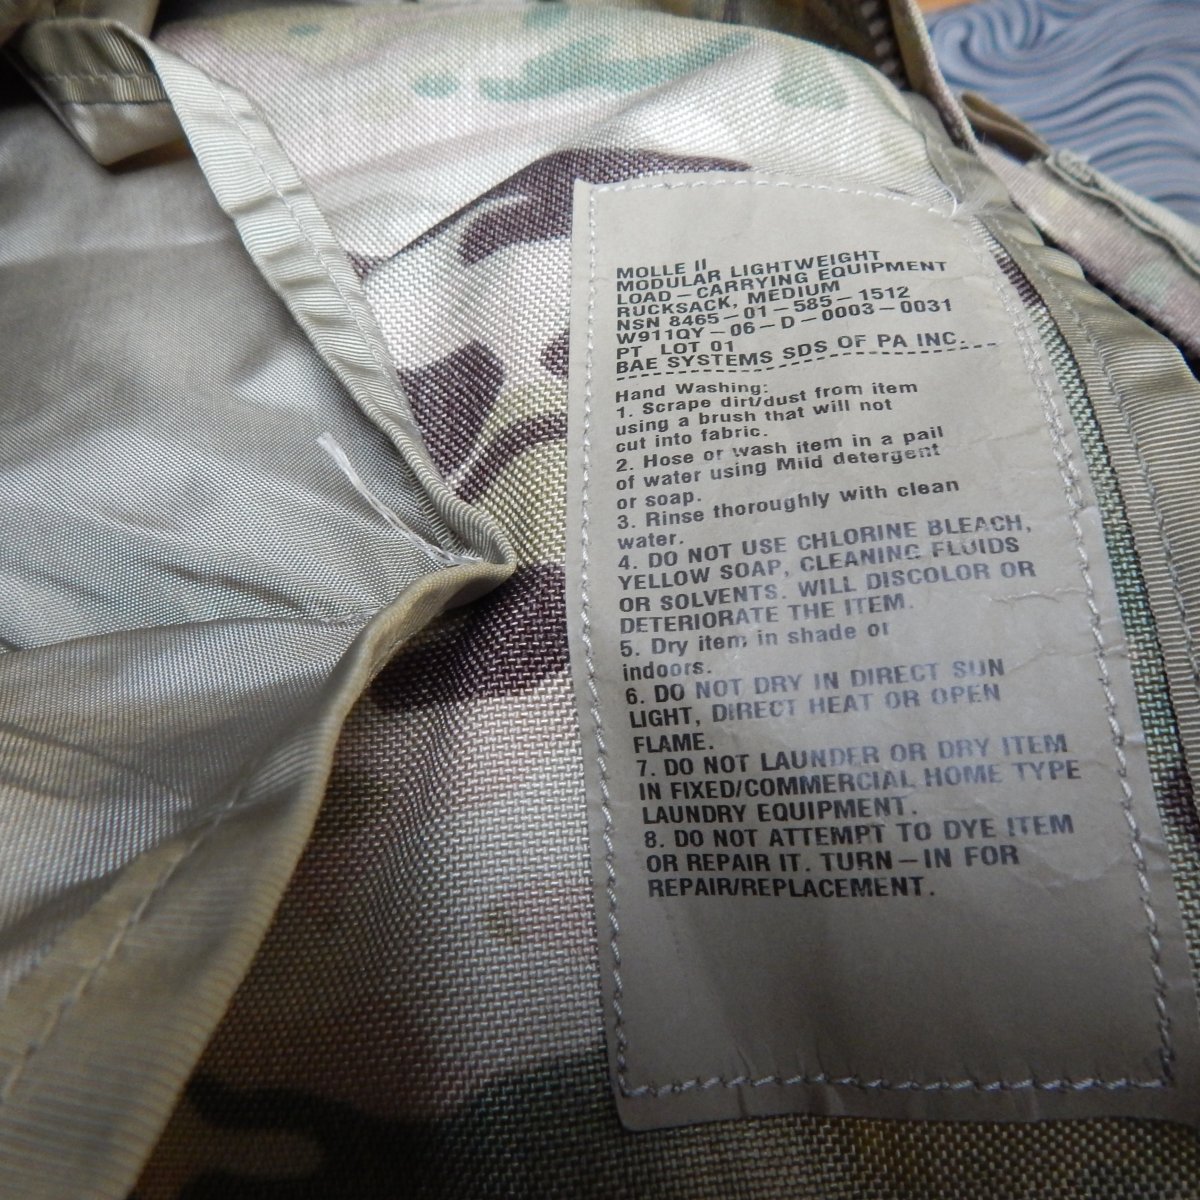 MOLLE II
MODULAR LIGHTWEIGHT
LOAD-CARRYING EQUIPMENT
RUCKSACK, MEDIUM
NSN 8465-01-585-1512
W911QY-06-D-0003-0031
PT LOT 01
BAE SYSTEMS SDS OF PA INC.
Hand Washing:
1. Scrape dirt/dust from item
using a brush that will not
cut into fabric.
2. Hose or wash item in a pail
of water using Mild detergent
or soap.
3. Rinse thoroughly with clean
water.
4. DO NOT USE CHLORINE BLEACH,
YELLOW SOAP, CLEANING FLUIDS
OR SOLVENTS. WILL DISCOLOR OR
DETERIORATE THE ITEM.
5. Dry item in shade or
indoors.
6. DO NOT DRY IN DIRECT SUN
LIGHT, DIRECT HEAT OR OPEN
FLAME.
7. DO NOT LAUNDER OR DRY ITEM
IN FIXED/COMMERCIAL HOME TYPE
LAUNDRY EQUIPMENT.
8. DO NOT ATTEMPT TO DYE ITEM
OR REPAIR IT. TURN-IN FOR
REPAIR/REPLACEMENT.